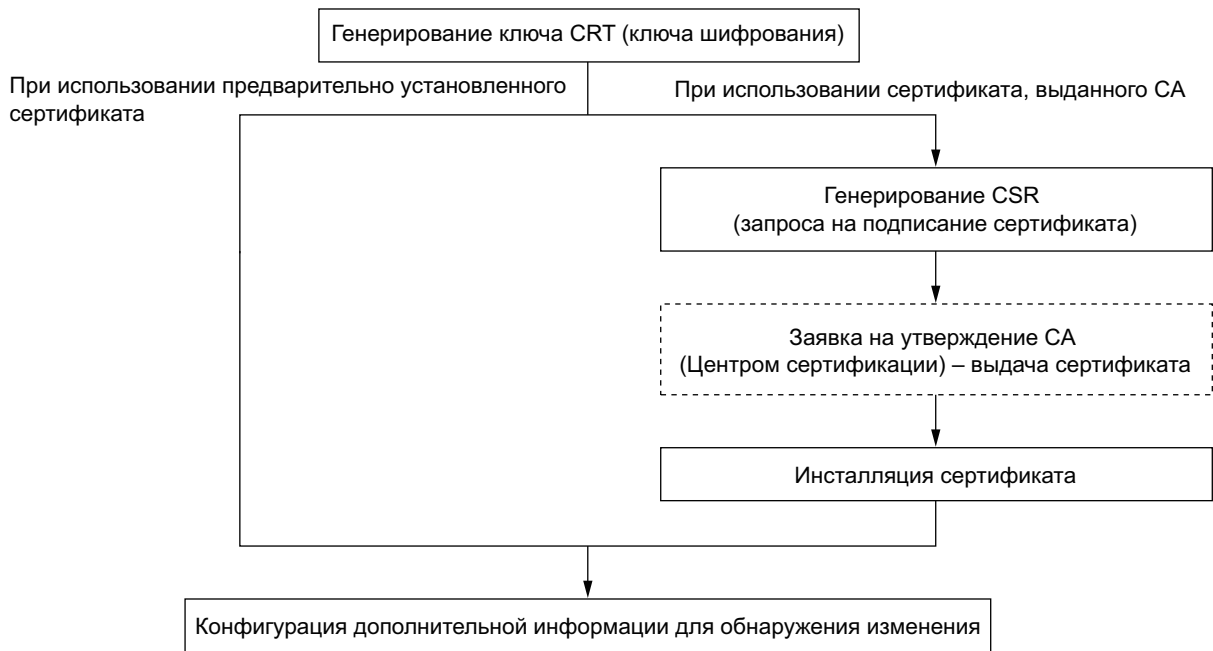 Генерирование ключа CRT (ключа шифрования)
При использовании предварительно установленного
сертификата
При использовании сертификата, выданного CA
Генерирование CSR
(запроса на подписание сертификата)
Заявка на утверждение CA
(Центром сертификации) – выдача сертификата
Инсталляция сертификата
Конфигурация дополнительной информации для обнаружения изменения